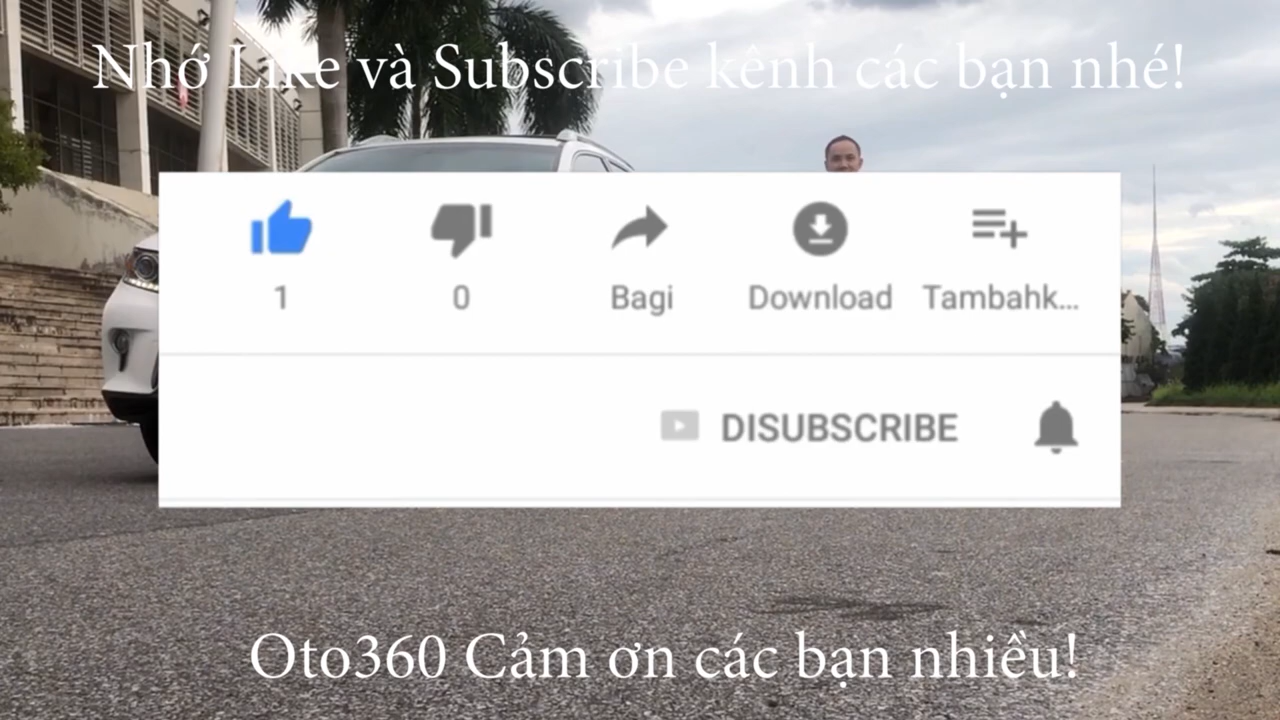 Nhớ Like và Subscribe kênh các bạn nhé!
1 0 Bagi Download Tambahk...
DISUBSCRIBE
Oto360 Cảm ơn các bạn nhiều!